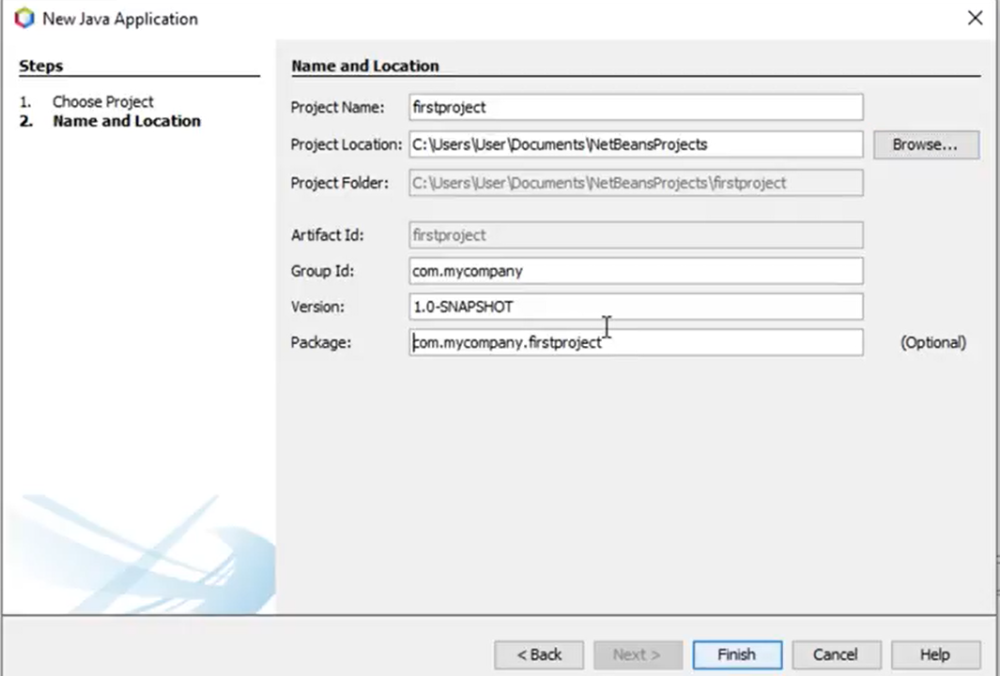 New Java Application
Steps
1. Choose Project
2. Name and Location
Name and Location
Project Name: firstproject
Project Location: C:\Users\User\Documents\NetBeansProjects Browse...
Project Folder: C:\Users\User\Documents\NetBeansProjects\firstproject
Artifact Id: firstproject
Group Id: com.mycompany
Version: 1.0-SNAPSHOT
Package: com.mycompany.firstproject (Optional)
< Back Next > Finish Cancel Help